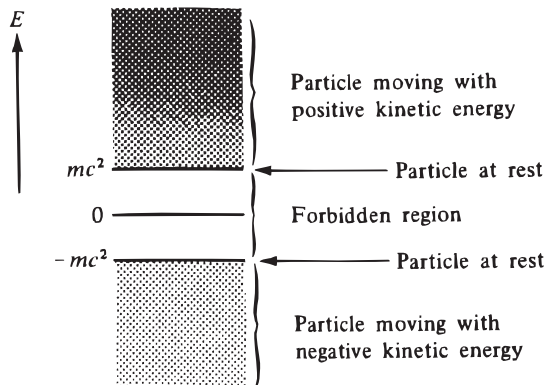 E
Particle moving with
positive kinetic energy
mc²
Particle at rest
0
Forbidden region
– mc²
Particle at rest
Particle moving with
negative kinetic energy